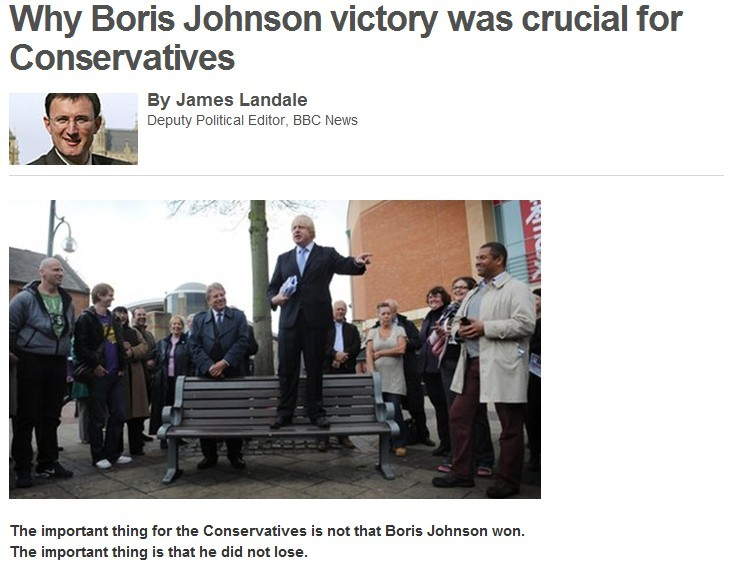 Why Boris Johnson victory was crucial for
Conservatives
By James Landale
Deputy Political Editor, BBC News
The important thing for the Conservatives is not that Boris Johnson won.
The important thing is that he did not lose.